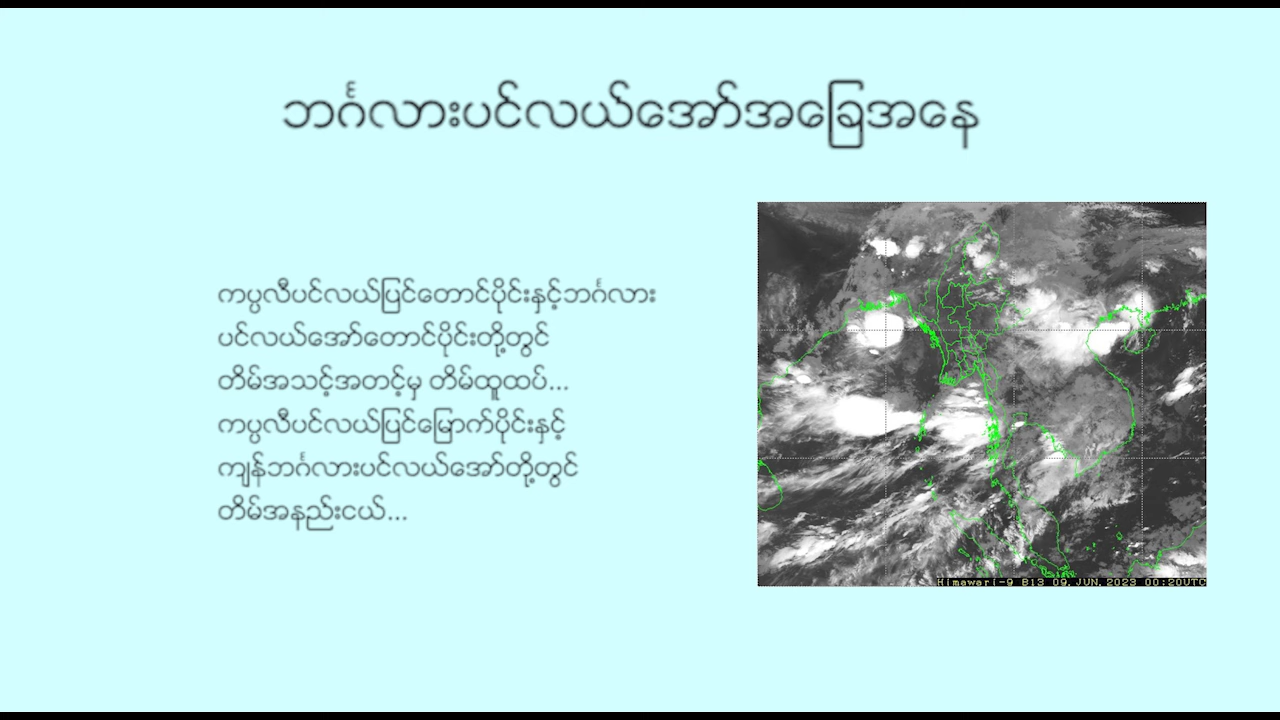 ဘင်္ဂလားပင်လယ်အော်အခြေအနေ
ကပ္ပလီပင်လယ်ပြင်တောင်ပိုင်းနှင့်ဘင်္ဂလား
ပင်လယ်အော်တောင်ပိုင်းတို့တွင်
တိမ်အသင့်အတင့်မှ တိမ်ထူထပ်...
ကပ္ပလီပင်လယ်ပြင်မြောက်ပိုင်းနှင့်
ကျန်ဘင်္ဂလားပင်လယ်အော်တို့တွင်
တိမ်အနည်းငယ်...
Himawari-9 B13 09.JUN.2023 00:20UTC